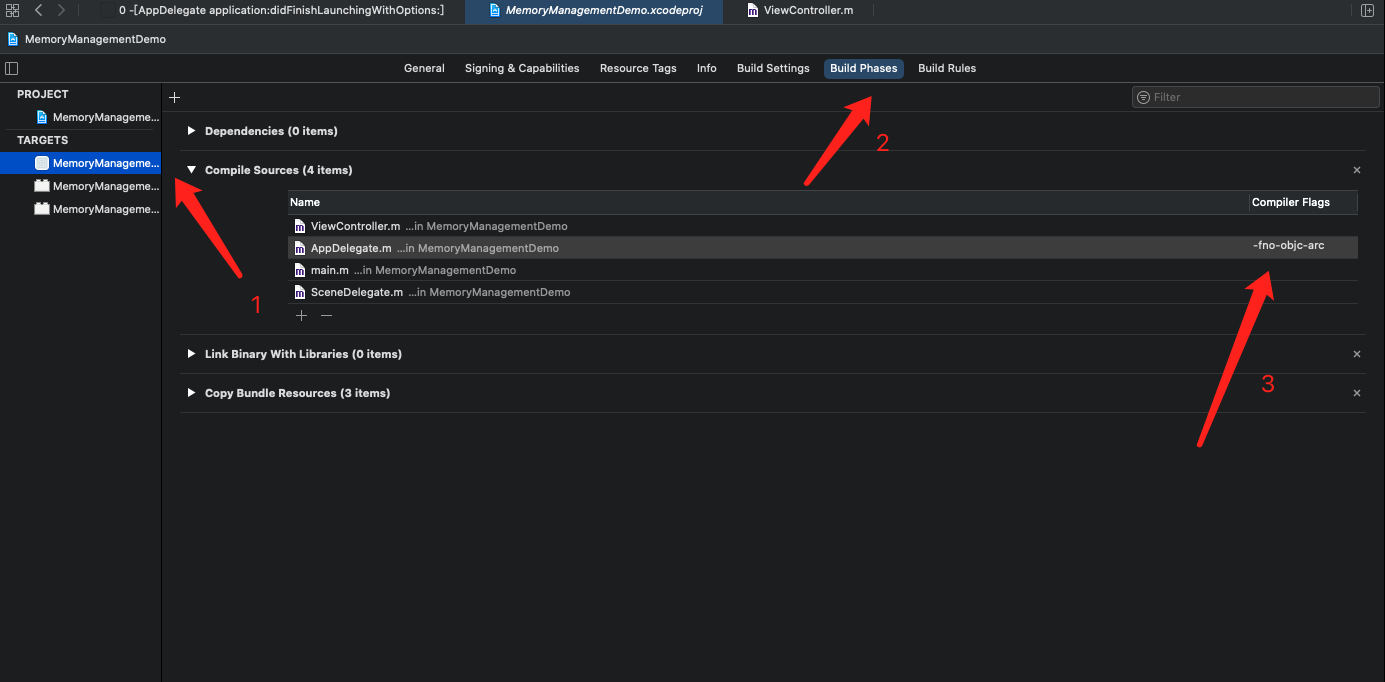 0 -[AppDelegate application:didFinishLaunchingWithOptions:]
MemoryManagementDemo.xcodeproj
ViewController.m
MemoryManagementDemo
General
Signing & Capabilities
Resource Tags
Info
Build Settings
Build Phases
Build Rules
PROJECT
MemoryManageme...
TARGETS
MemoryManageme...
MemoryManageme...
MemoryManageme...
Filter
Dependencies (0 items)
2
Compile Sources (4 items)
Name
Compiler Flags
ViewController.m ...in MemoryManagementDemo
AppDelegate.m ...in MemoryManagementDemo
-fno-objc-arc
main.m ...in MemoryManagementDemo
SceneDelegate.m ...in MemoryManagementDemo
1
Link Binary With Libraries (0 items)
3
Copy Bundle Resources (3 items)